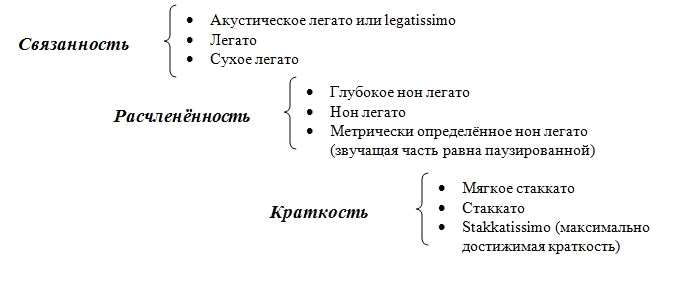 Связанность
• Акустическое легато или legatissimo
• Легато
• Сухое легато
Расчленённость
• Глубокое нон легато
• Нон легато
• Метрически определённое нон легато
(звучащая часть равна паузированной)
Краткость
• Мягкое стаккато
• Стаккато
• Stakkatissimo (максимально
достижимая краткость)